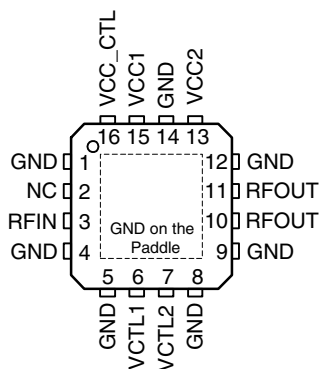 VCC_CTL
VCC1
GND
VCC2
16 15 14 13
GND 1
NC 2
RFIN 3
GND 4
12 GND
11 RFOUT
10 RFOUT
9 GND
GND on the
Paddle
5 6 7 8
GND
VCTL1
VCTL2
GND